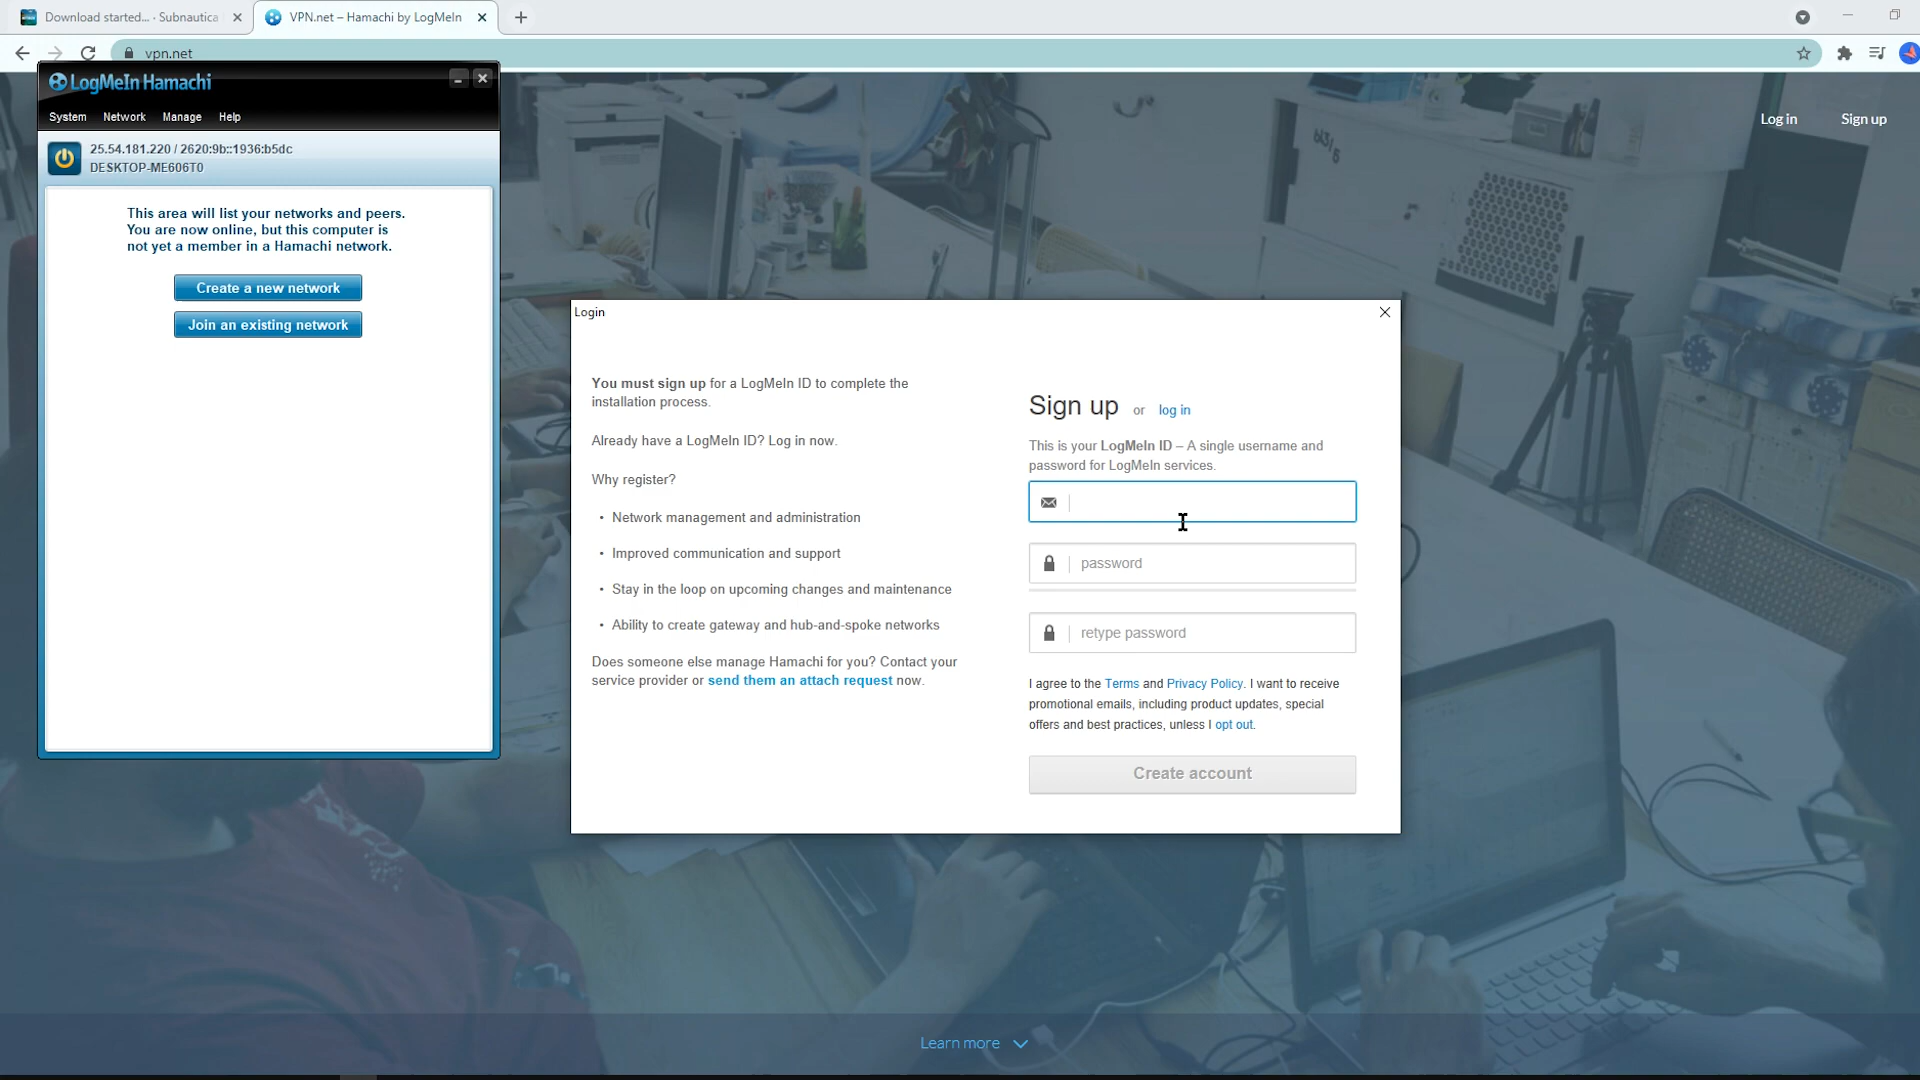 Download started... · Subnautica
VPN.net – Hamachi by LogMeIn
vpn.net
LogMeIn Hamachi
System Network Manage Help
25.54.181.220 / 2620:9b::1936:b5dc
DESKTOP-ME606T0
This area will list your networks and peers.
You are now online, but this computer is
not yet a member in a Hamachi network.
Create a new network
Join an existing network
Log in Sign up
63/5
Login
You must sign up for a LogMeIn ID to complete the
installation process.
Already have a LogMeIn ID? Log in now.
Why register?
• Network management and administration
• Improved communication and support
• Stay in the loop on upcoming changes and maintenance
• Ability to create gateway and hub-and-spoke networks
Does someone else manage Hamachi for you? Contact your
service provider or send them an attach request now.
Sign up or log in
This is your LogMeIn ID – A single username and
password for LogMeIn services.
password
retype password
I agree to the Terms and Privacy Policy. I want to receive
promotional emails, including product updates, special
offers and best practices, unless I opt out.
Create account
Learn more